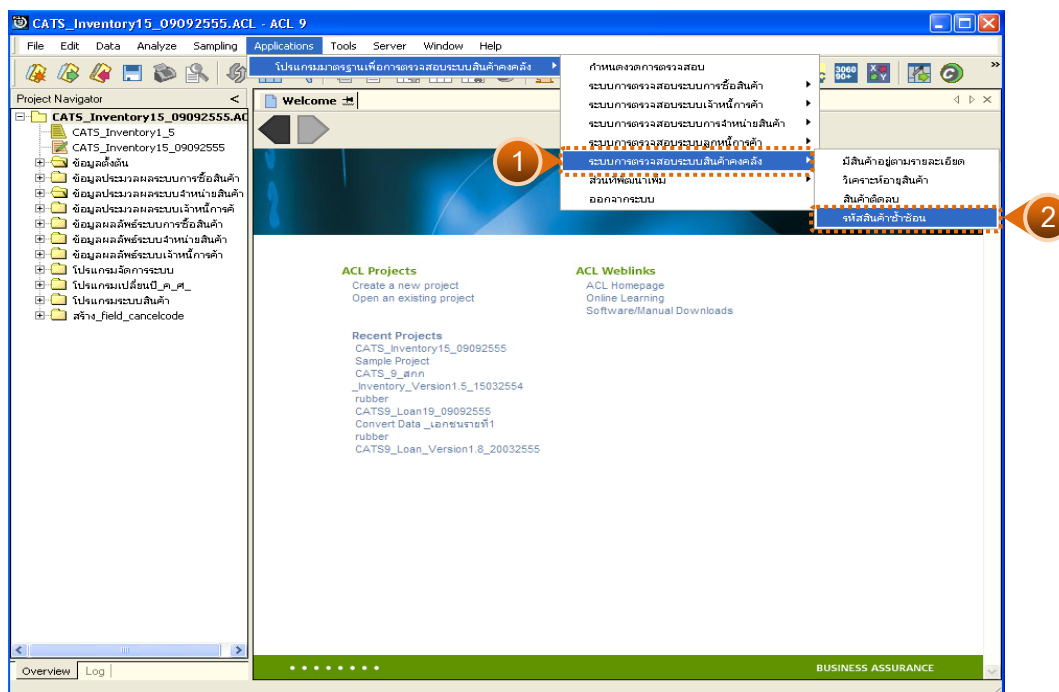 CATS_Inventory15_09092555.ACL - ACL 9
File Edit Data Analyze Sampling Applications Tools Server Window Help
โปรแกรมมาตรฐานเพื่อการตรวจสอบระบบสินค้าคงคลัง
กำหนดงวดการตรวจสอบ
ระบบการตรวจสอบระบบการซื้อสินค้า
ระบบการตรวจสอบระบบเจ้าหนี้การค้า
ระบบการตรวจสอบระบบการจำหน่ายสินค้า
ระบบการตรวจสอบระบบลูกหนี้การค้า
ระบบการตรวจสอบระบบสินค้าคงคลัง
ส่วนที่พัฒนาเพิ่ม
ออกจากระบบ
มีสินค้าอยู่ตามรายละเอียด
วิเคราะห์อายุสินค้า
สินค้าติดลบ
รหัสสินค้าซ้ำซ้อน
1
2
3060
90+
Project Navigator <
Welcome
CATS_Inventory15_09092555.AC
CATS_Inventory1_5
CATS_Inventory15_09092555
ข้อมูลตั้งต้น
ข้อมูลประมวลผลระบบการซื้อสินค้า
ข้อมูลประมวลผลระบบจำหน่ายสินค้า
ข้อมูลประมวลผลระบบเจ้าหนี้การค้
ข้อมูลผลลัพธ์ระบบการซื้อสินค้า
ข้อมูลผลลัพธ์ระบบจำหน่ายสินค้า
ข้อมูลผลลัพธ์ระบบเจ้าหนี้การค้า
โปรแกรมจัดการระบบ
โปรแกรมเปลี่ยนปี_ค_ศ_
โปรแกรมระบบสินค้า
สร้าง_field_cancelcode
ACL Projects
Create a new project
Open an existing project
Recent Projects
CATS_Inventory15_09092555
Sample Project
CATS_9_สกก
_Inventory_Version1.5_15032554
rubber
CATS9_Loan19_09092555
Convert Data _เอกชนรายที่1
rubber
CATS9_Loan_Version1.8_20032555
ACL Weblinks
ACL Homepage
Online Learning
Software/Manual Downloads
BUSINESS ASSURANCE
Overview Log